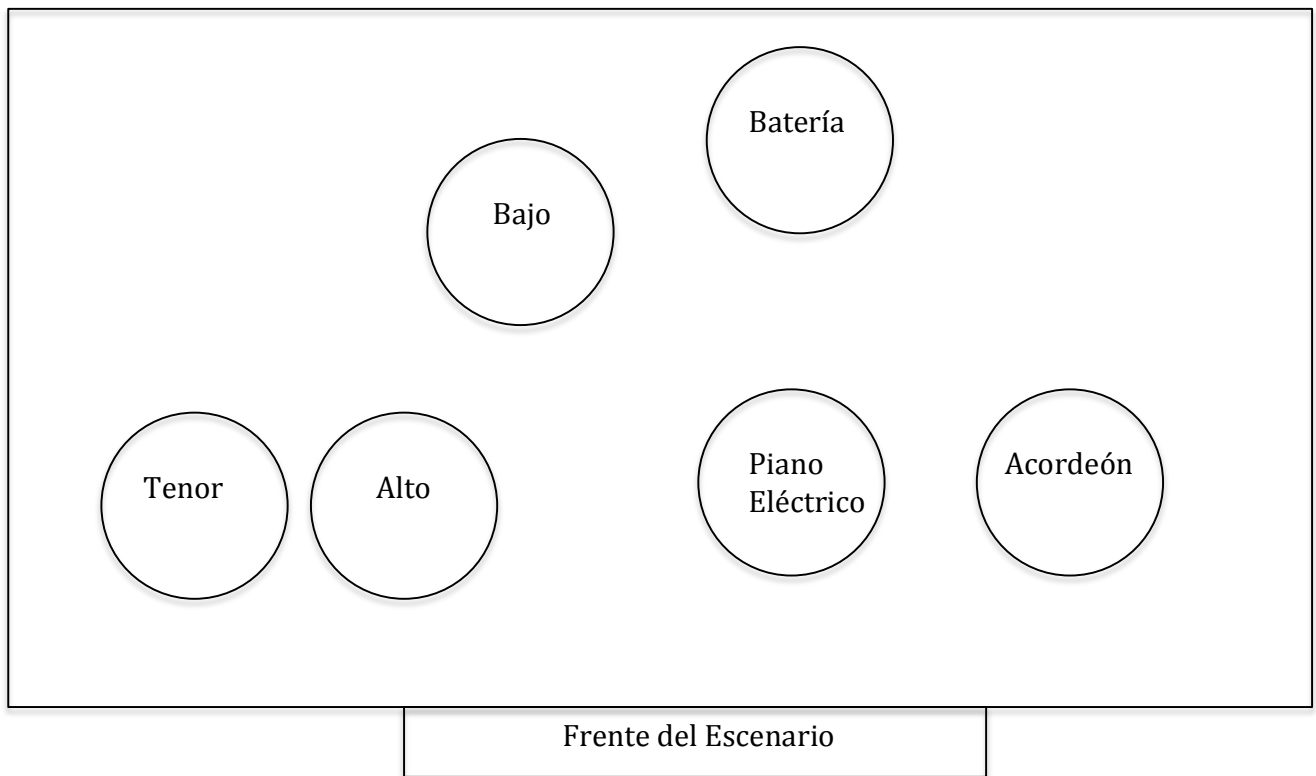 Batería
Bajo
Tenor
Alto
Piano
Eléctrico
Acordeón
Frente del Escenario